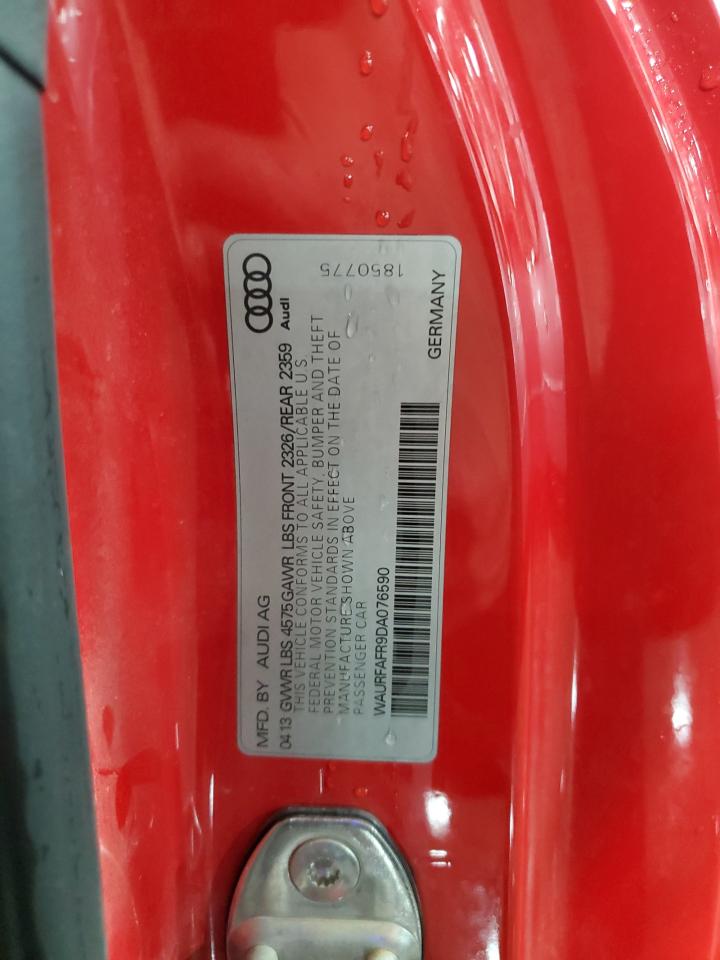 MFD. BY AUDI AG
Audi
04 13 GVWR LBS 4575 GAWR LBS FRONT 2326/REAR 2359
THIS VEHICLE CONFORMS TO ALL APPLICABLE U.S.
FEDERAL MOTOR VEHICLE SAFETY, BUMPER AND THEFT
PREVENTION STANDARDS IN EFFECT ON THE DATE OF
MANUFACTURE SHOWN ABOVE
PASSENGER CAR
WAURFAFR9DA076590
1850775
GERMANY